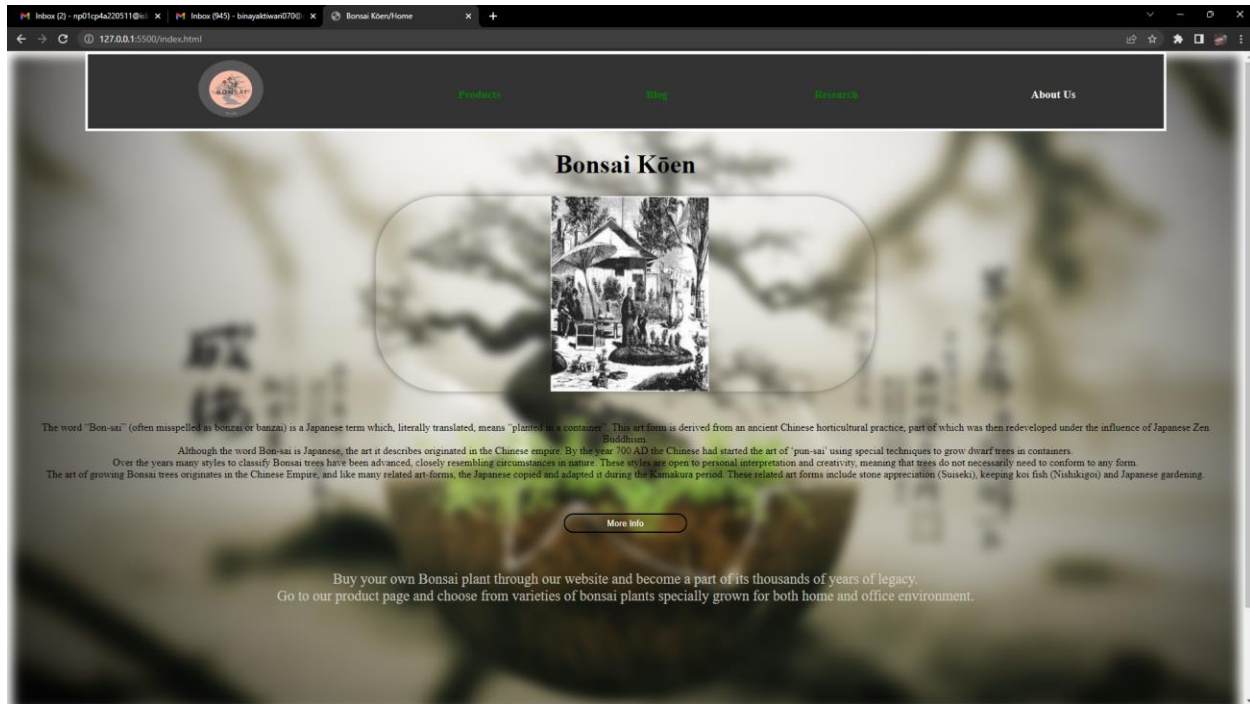 Inbox (2) - np01cp4a220511@isl
Inbox (945) - binayaktiwari070@
Bonsai Kōen/Home
127.0.0.1:5500/index.html
BONSAI
Products
Blog
Research
About Us
Bonsai Kōen
The word “Bon-sai” (often misspelled as bonzai or banzai) is a Japanese term which, literally translated, means “planted in a container”. This art form is derived from an ancient Chinese horticultural practice, part of which was then redeveloped under the influence of Japanese Zen
Buddhism.
Although the word Bon-sai is Japanese, the art it describes originated in the Chinese empire. By the year 700 AD the Chinese had started the art of ‘pun-sai’ using special techniques to grow dwarf trees in containers.
Over the years many styles to classify Bonsai trees have been advanced, closely resembling circumstances in nature. These styles are open to personal interpretation and creativity, meaning that trees do not necessarily need to conform to any form.
The art of growing Bonsai trees originates in the Chinese Empire, and like many related art-forms, the Japanese copied and adapted it during the Kamakura period. These related art forms include stone appreciation (Suiseki), keeping koi fish (Nishikigoi) and Japanese gardening.
More Info
Buy your own Bonsai plant through our website and become a part of its thousands of years of legacy.
Go to our product page and choose from varieties of bonsai plants specially grown for both home and office environment.